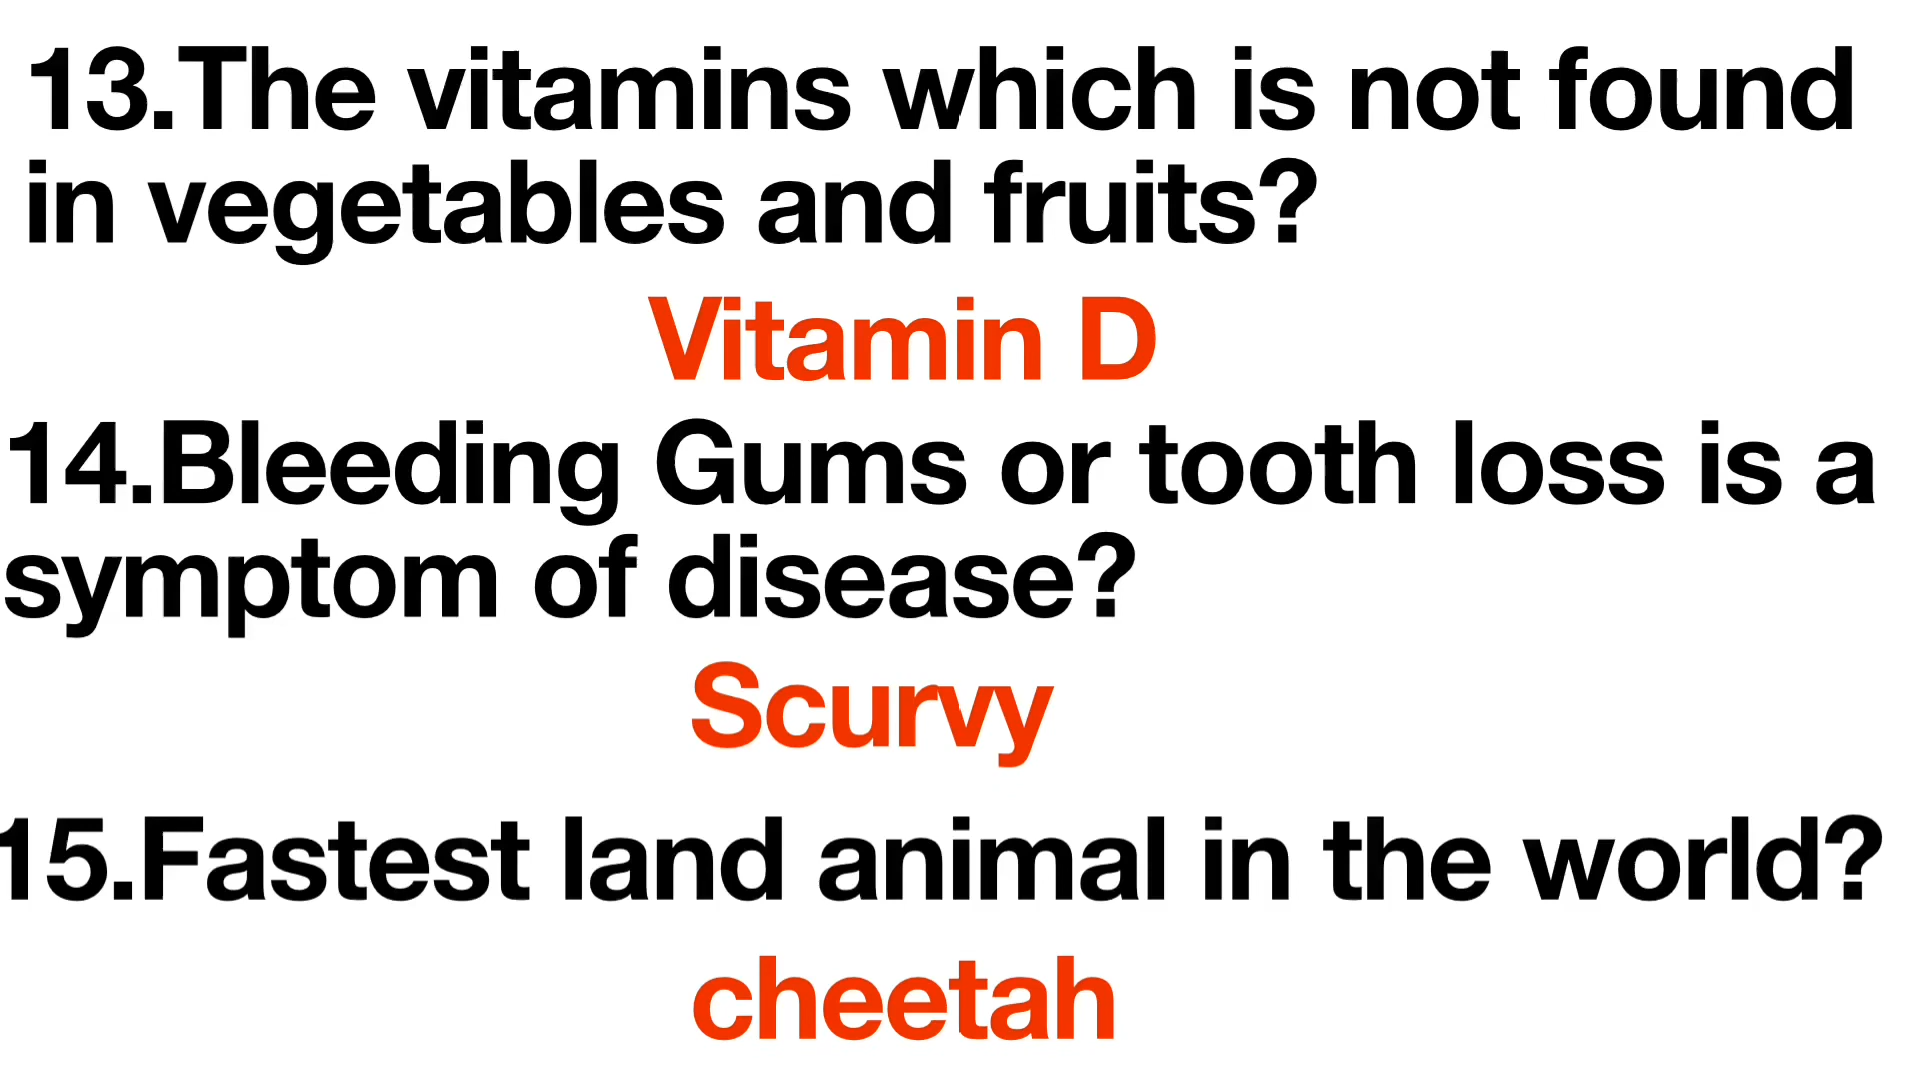 13.The vitamins which is not found
in vegetables and fruits?
Vitamin D
14.Bleeding Gums or tooth loss is a
symptom of disease?
Scurvy
15.Fastest land animal in the world?
cheetah